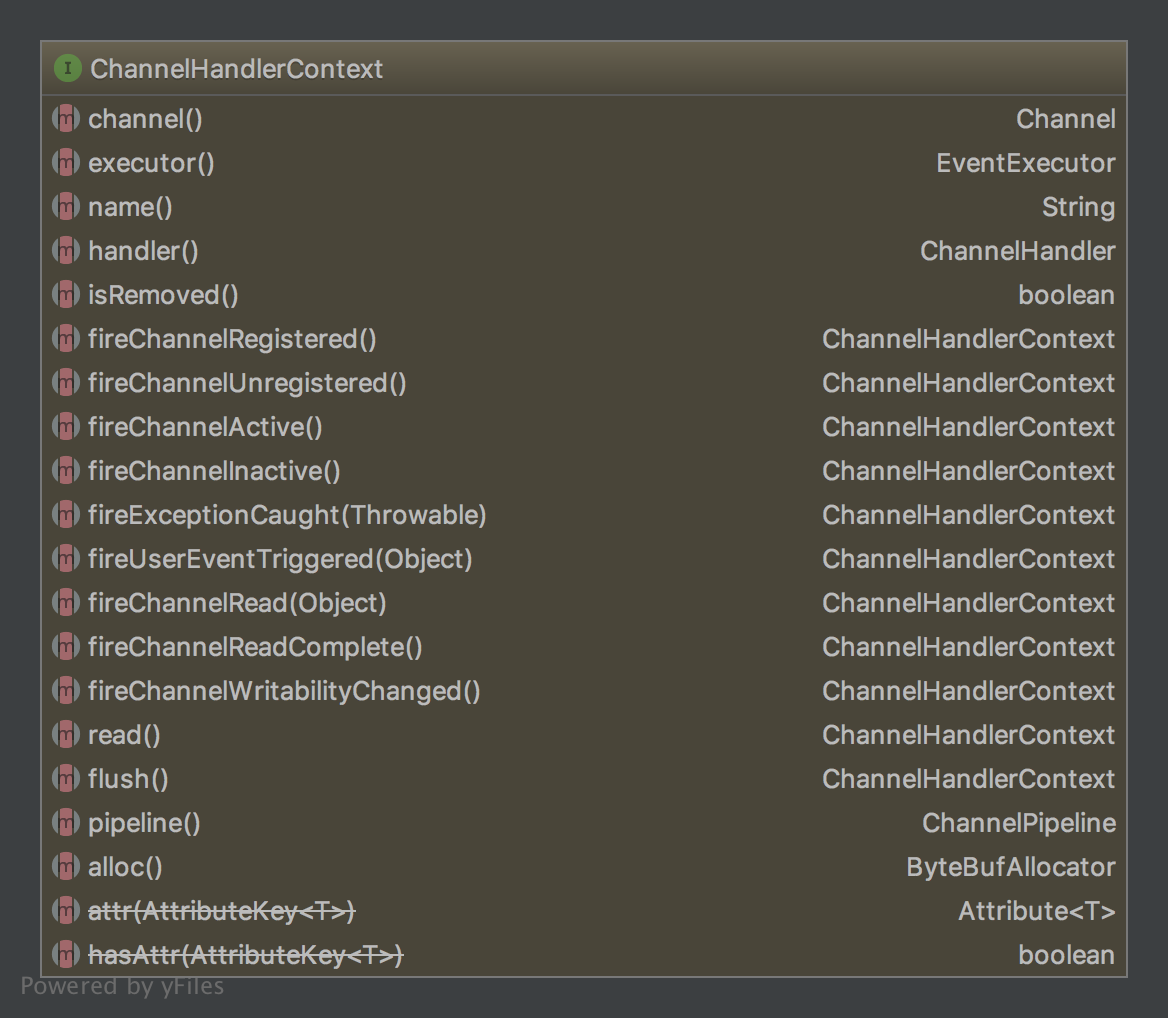 I ChannelHandlerContext
m channel() Channel
m executor() EventExecutor
m name() String
m handler() ChannelHandler
m isRemoved() boolean
m fireChannelRegistered() ChannelHandlerContext
m fireChannelUnregistered() ChannelHandlerContext
m fireChannelActive() ChannelHandlerContext
m fireChannelInactive() ChannelHandlerContext
m fireExceptionCaught(Throwable) ChannelHandlerContext
m fireUserEventTriggered(Object) ChannelHandlerContext
m fireChannelRead(Object) ChannelHandlerContext
m fireChannelReadComplete() ChannelHandlerContext
m fireChannelWritabilityChanged() ChannelHandlerContext
m read() ChannelHandlerContext
m flush() ChannelHandlerContext
m pipeline() ChannelPipeline
m alloc() ByteBufAllocator
m attr(AttributeKey<T>) Attribute<T>
m hasAttr(AttributeKey<T>) boolean
Powered by yFiles